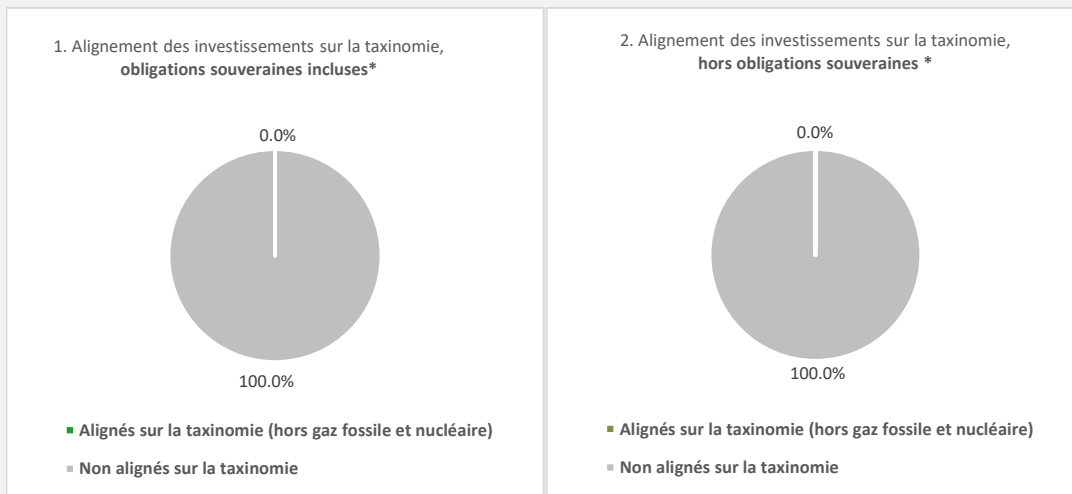 1. Alignement des investissements sur la taxinomie,
obligations souveraines incluses*
0.0%
100.0%
Alignés sur la taxinomie (hors gaz fossile et nucléaire)
Non alignés sur la taxinomie
2. Alignement des investissements sur la taxinomie,
hors obligations souveraines *
0.0%
100.0%
Alignés sur la taxinomie (hors gaz fossile et nucléaire)
Non alignés sur la taxinomie